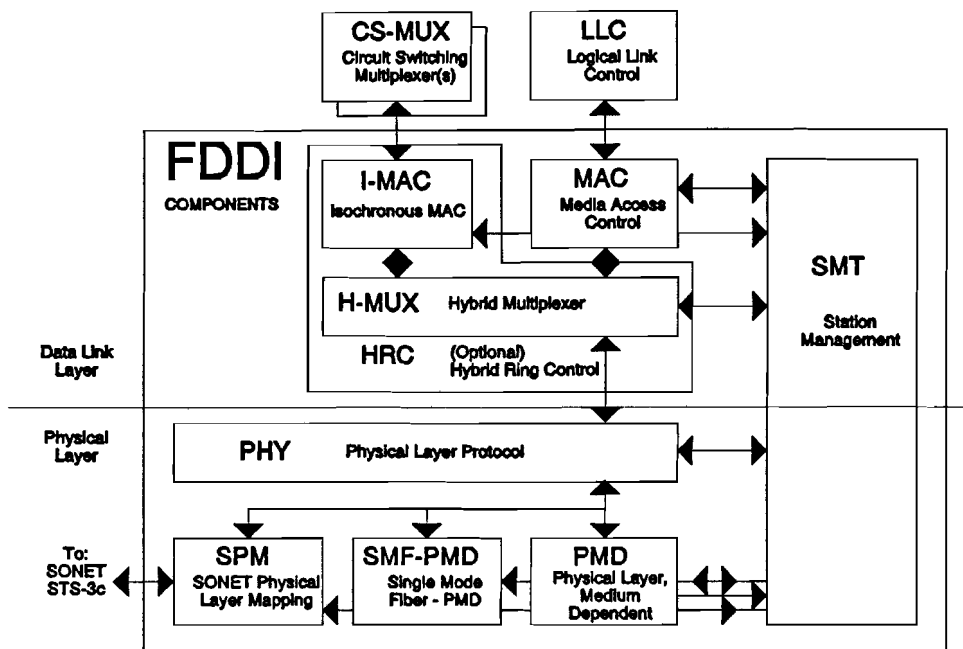 CS-MUX
Circuit Switching
Multiplexer(s)
LLC
Logical Link
Control
FDDI
COMPONENTS
I-MAC
Isochronous MAC
MAC
Media Access
Control
SMT
Station
Management
H-MUX Hybrid Multiplexer
HRC (Optional)
Hybrid Ring Control
Data Link
Layer
Physical
Layer
PHY Physical Layer Protocol
To:
SONET
STS-3c
SPM
SONET Physical
Layer Mapping
SMF-PMD
Single Mode
Fiber - PMD
PMD
Physical Layer,
Medium
Dependent